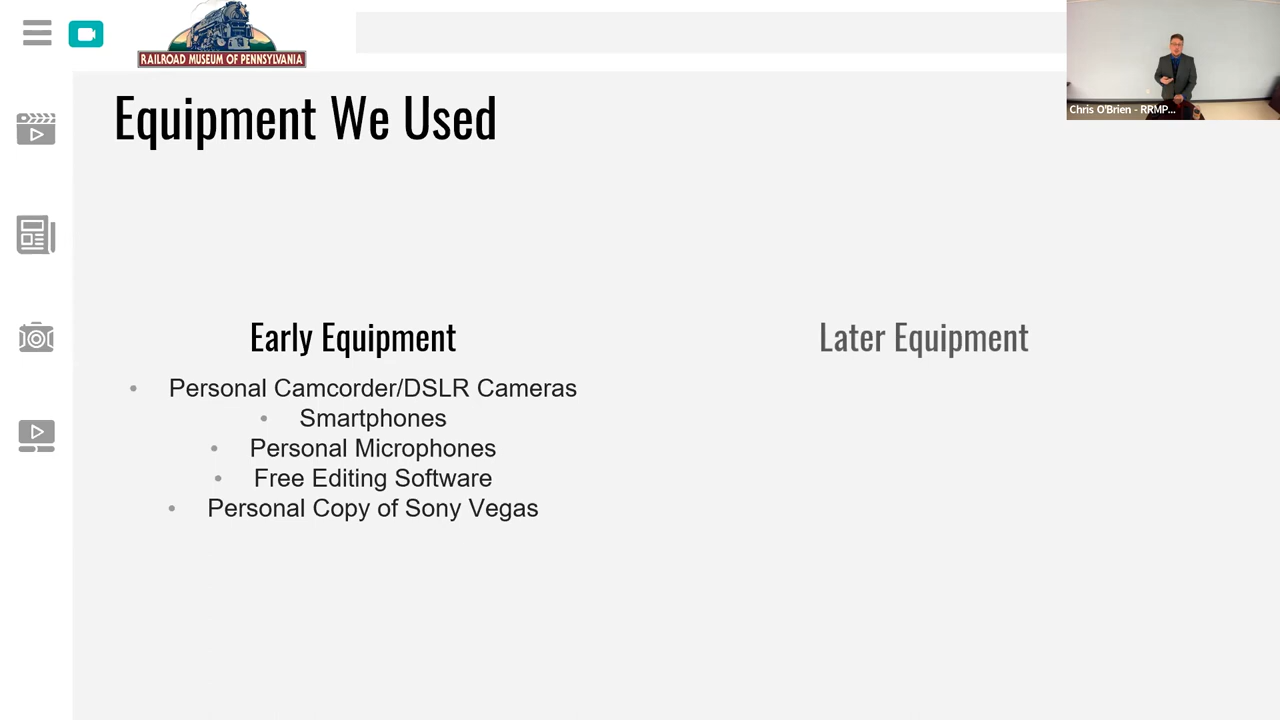 RAILROAD MUSEUM OF PENNSYLVANIA
Chris O'Brien - RRMP...
Equipment We Used
Early Equipment
• Personal Camcorder/DSLR Cameras
• Smartphones
• Personal Microphones
• Free Editing Software
• Personal Copy of Sony Vegas
Later Equipment